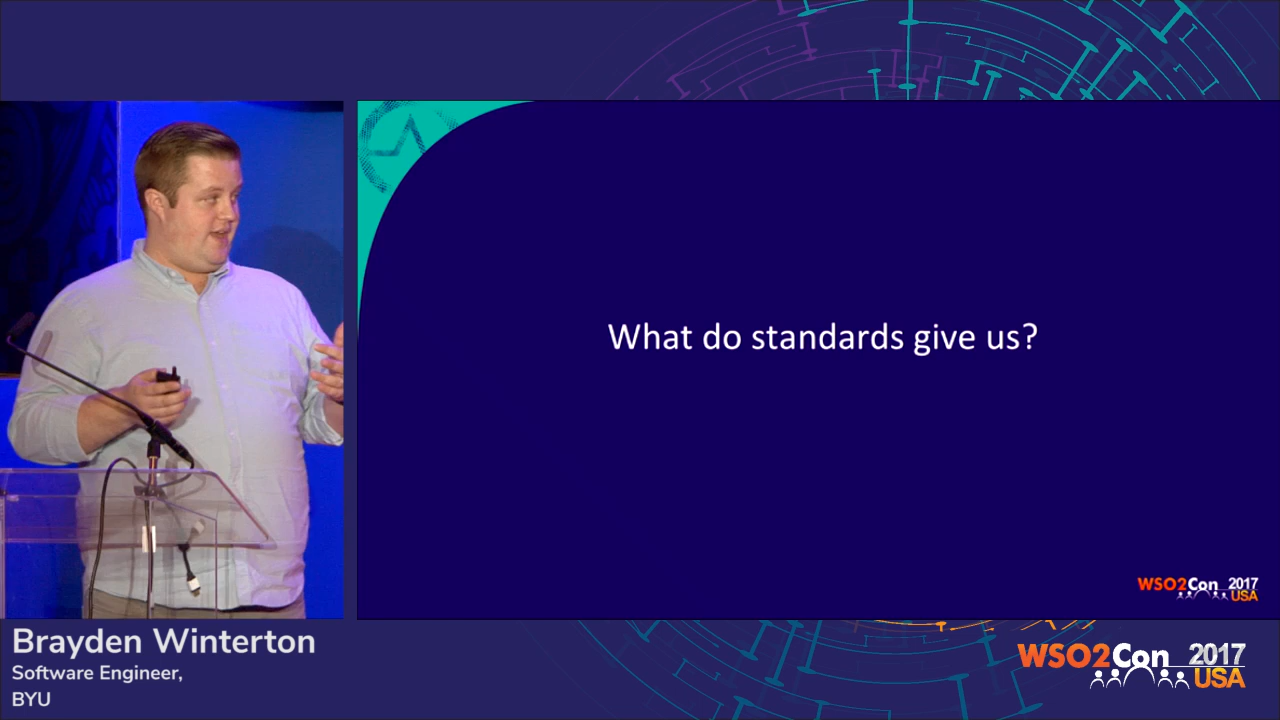 What do standards give us?
WSO2Con 2017
USA
Brayden Winterton
Software Engineer,
BYU
WSO2Con 2017
USA